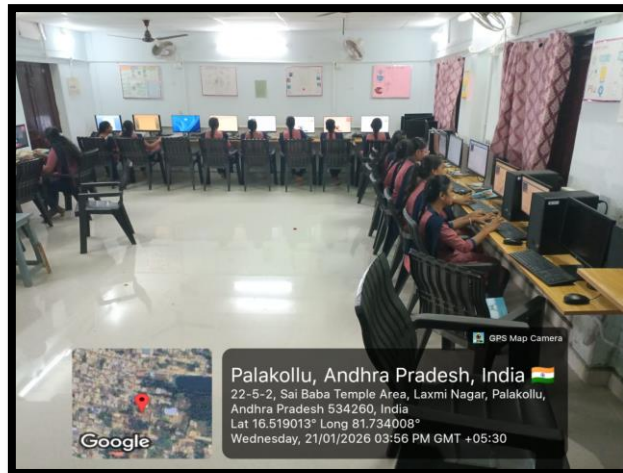 GPS Map Camera
Palakollu, Andhra Pradesh, India 🇮🇳
22-5-2, Sai Baba Temple Area, Laxmi Nagar, Palakollu,
Andhra Pradesh 534260, India
Lat 16.519013° Long 81.734008°
Wednesday, 21/01/2026 03:56 PM GMT +05:30
Google